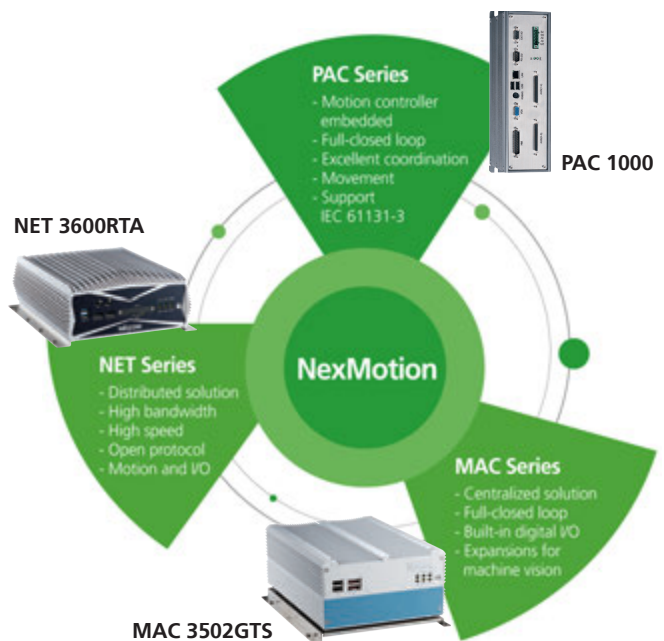 PAC Series
- Motion controller
embedded
- Full-closed loop
- Excellent coordination
- Movement
- Support
IEC 61131-3
PAC 1000
NET 3600RTA
NET Series
- Distributed solution
- High bandwidth
- High speed
- Open protocol
- Motion and I/O
NexMotion
MAC Series
- Centralized solution
- Full-closed loop
- Built-in digital I/O
- Expansions for
machine vision
MAC 3502GTS